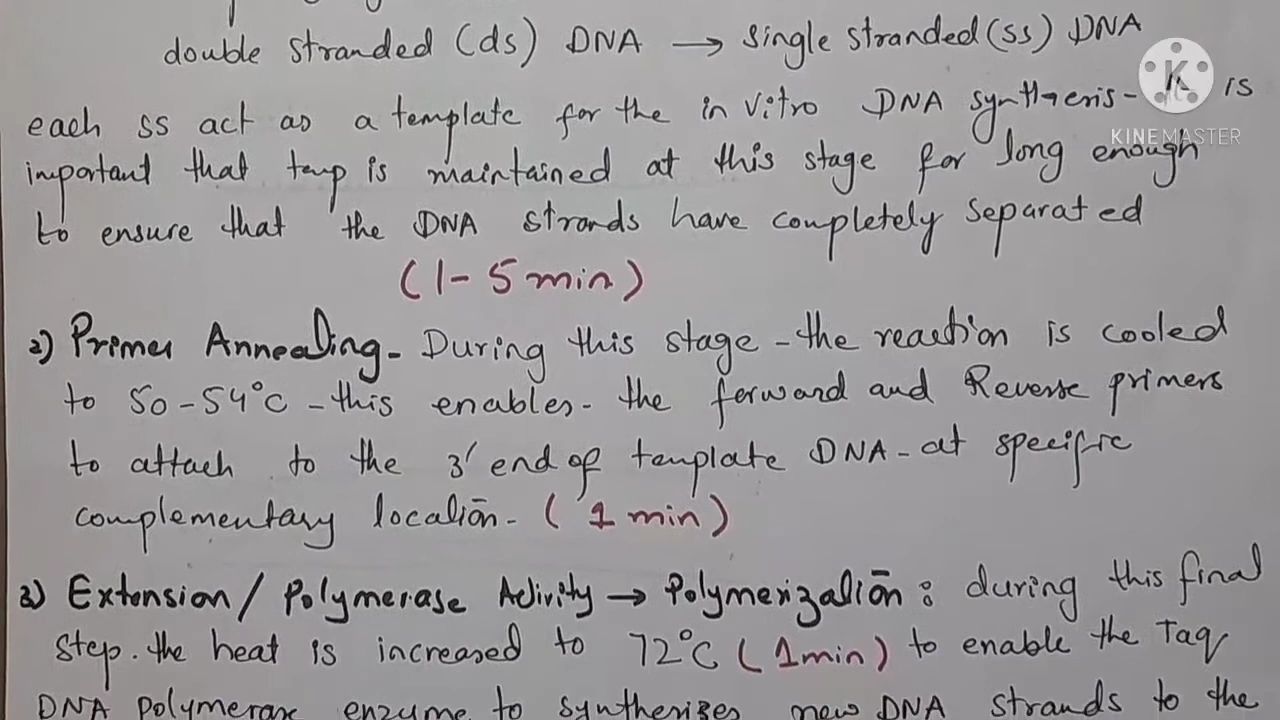 double stranded (ds) DNA → single stranded (ss) DNA
each ss act as a template for the in vitro DNA synthesis- is
important that temp is maintained at this stage for long enough
to ensure that the DNA strands have completely separated
(1-5 min)
2) Primer Annealing- During this stage - the reaction is cooled
to 50-54°C - this enables- the forward and Reverse primers
to attach to the 3' end of template DNA- at specific
complementary location- (1 min)
3) Extension/Polymerase Activity → Polymerization: during this final
step. the heat is increased to 72°C (1min) to enable the Taq
DNA polymerase enzyme to synthesizes new DNA strands to the
K
KINEMASTER